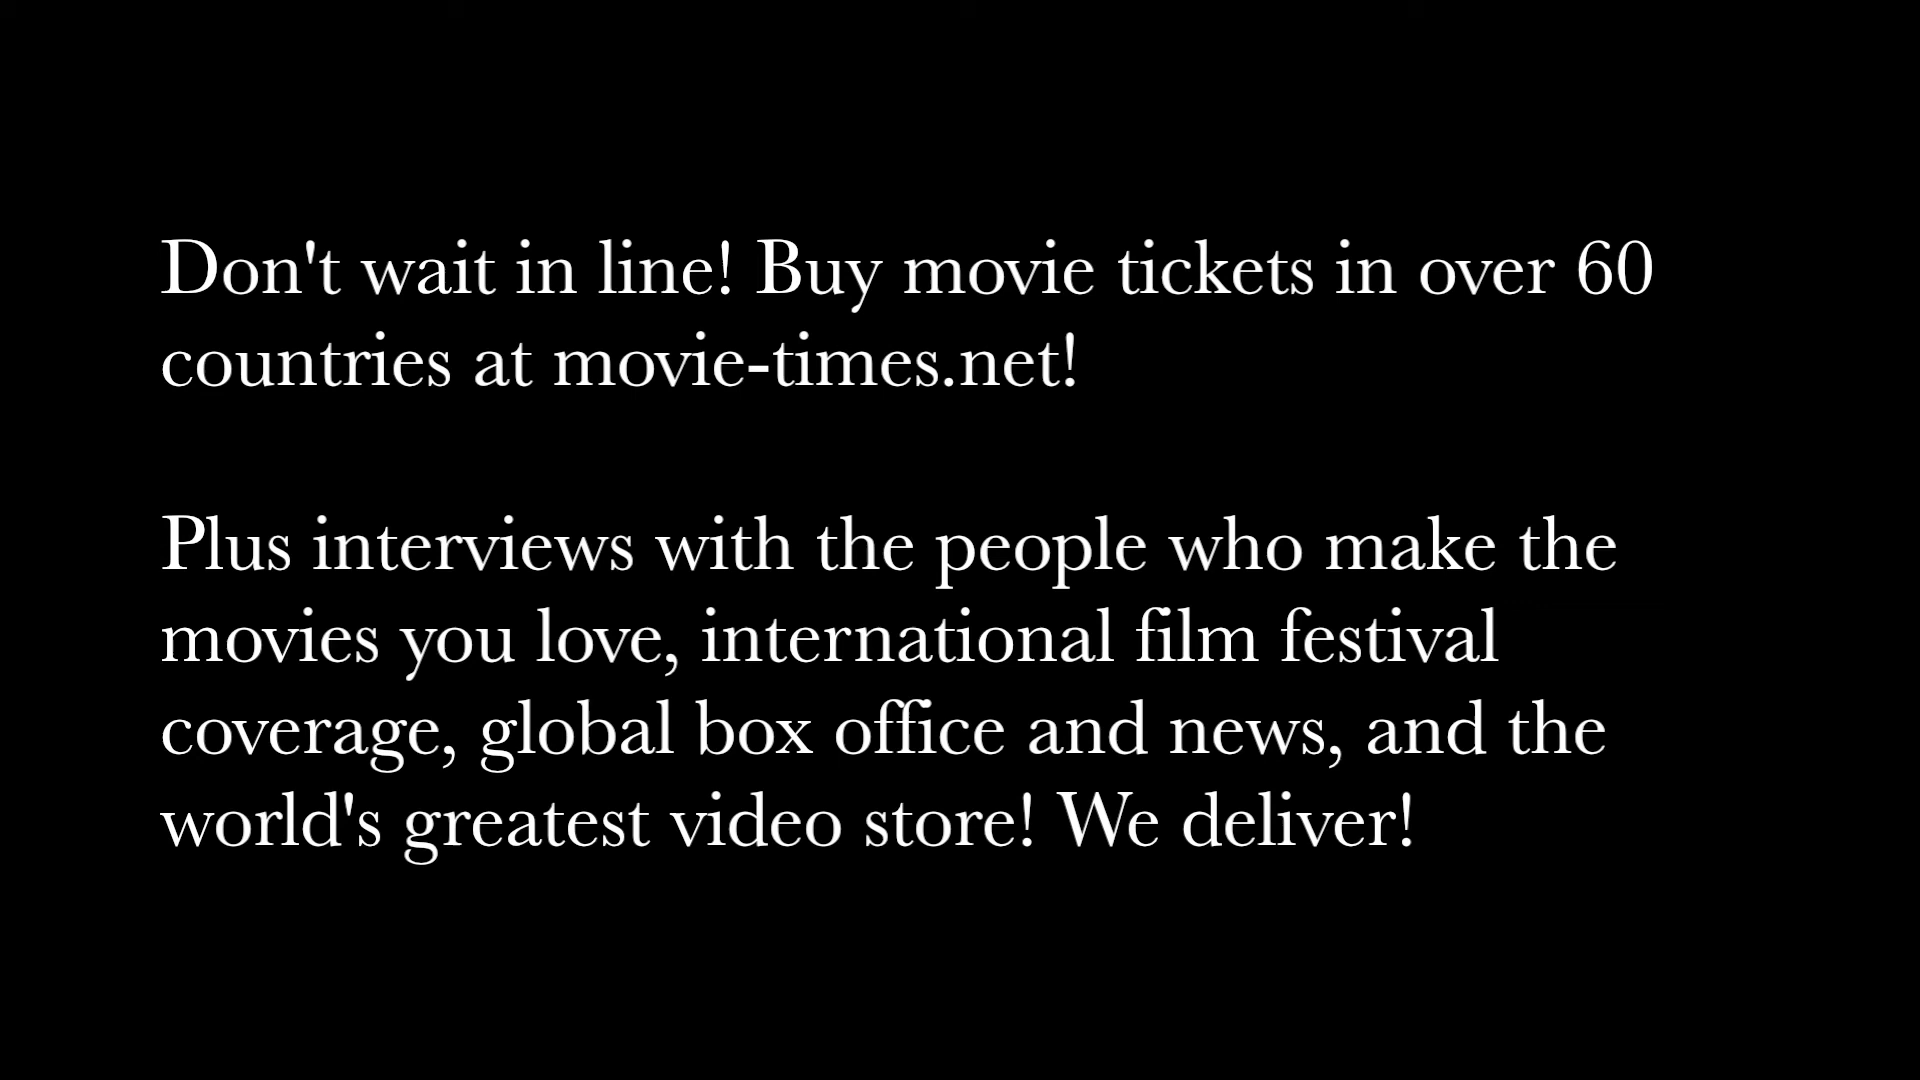 Don't wait in line! Buy movie tickets in over 60
countries at movie-times.net!
Plus interviews with the people who make the
movies you love, international film festival
coverage, global box office and news, and the
world's greatest video store! We deliver!